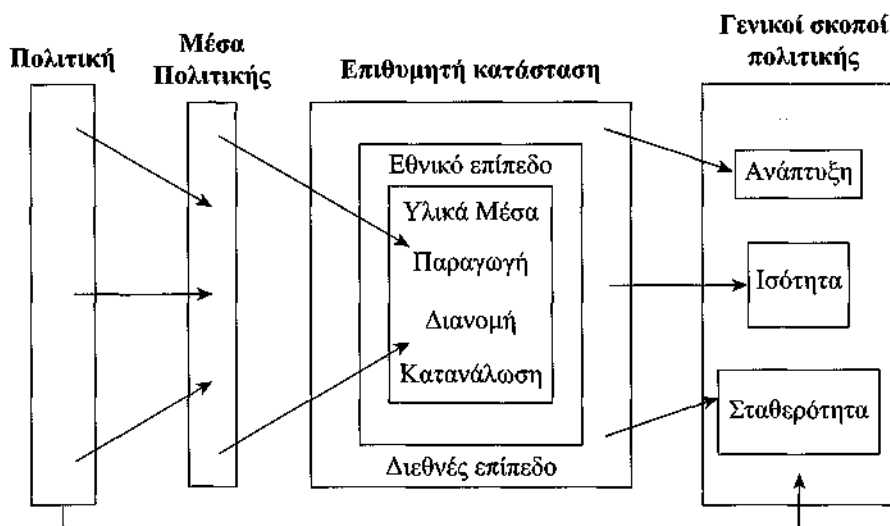 Πολιτική
Μέσα
Πολιτικής
Επιθυμητή κατάσταση
Γενικοί σκοποί
πολιτικής
Εθνικό επίπεδο
Υλικά Μέσα
Παραγωγή
Διανομή
Κατανάλωση
Διεθνές επίπεδο
Ανάπτυξη
Ισότητα
Σταθερότητα